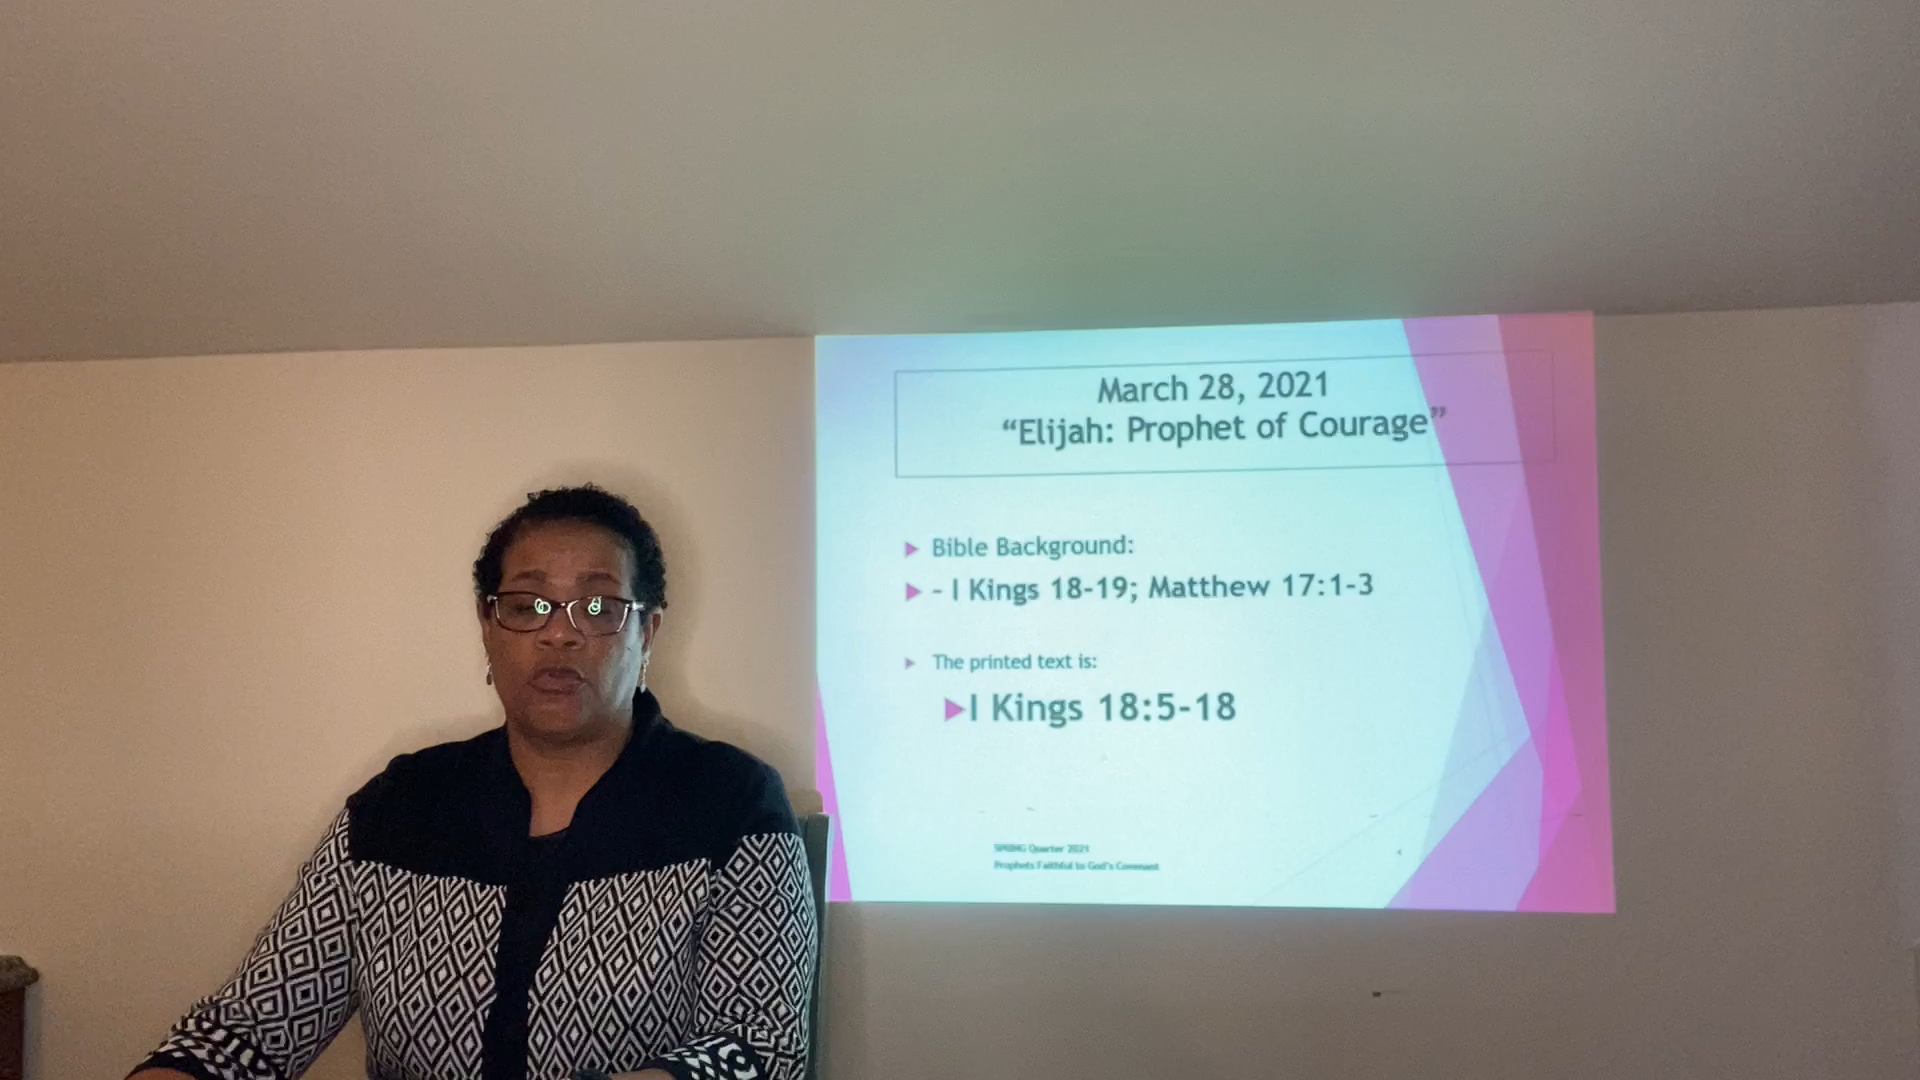 March 28, 2021
“Elijah: Prophet of Courage”
Bible Background:
- I Kings 18-19; Matthew 17:1-3
The printed text is:
I Kings 18:5-18
SPRING Quarter 2021
Prophets Faithful to God's Covenant